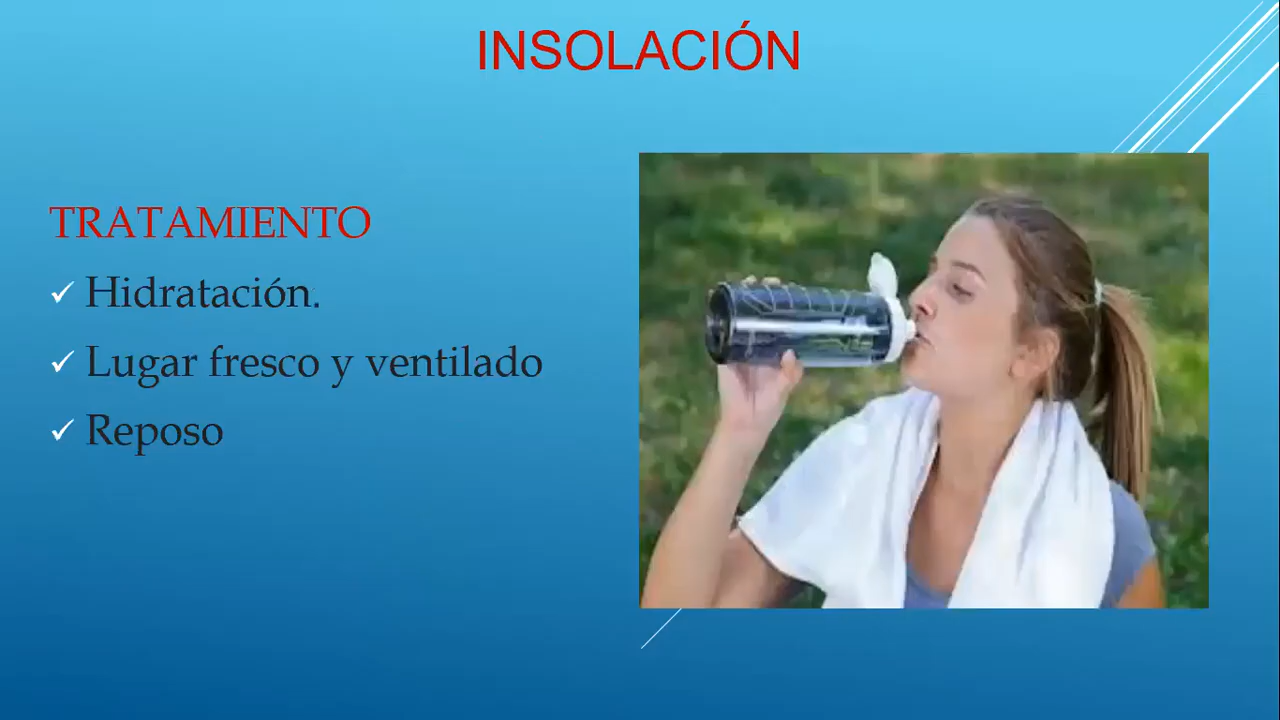 INSOLACIÓN
TRATAMIENTO
✓ Hidratación.
✓ Lugar fresco y ventilado
✓ Reposo